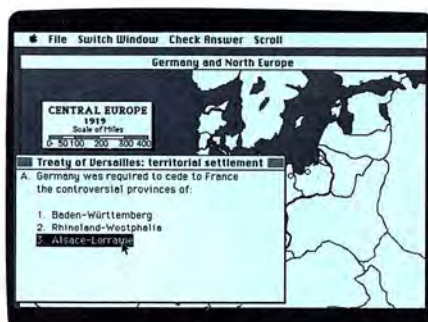 File Switch Window Check Answer Scroll
Germany and North Europe
CENTRAL EUROPE
1919
Scale of Miles
0 50 100 200 300 400
Treaty of Versailles: territorial settlement
A. Germany was required to cede to France
the controversial provinces of:
1. Baden-Württemberg
2. Rhineland-Westphalia
3. Alsace-Lorraine